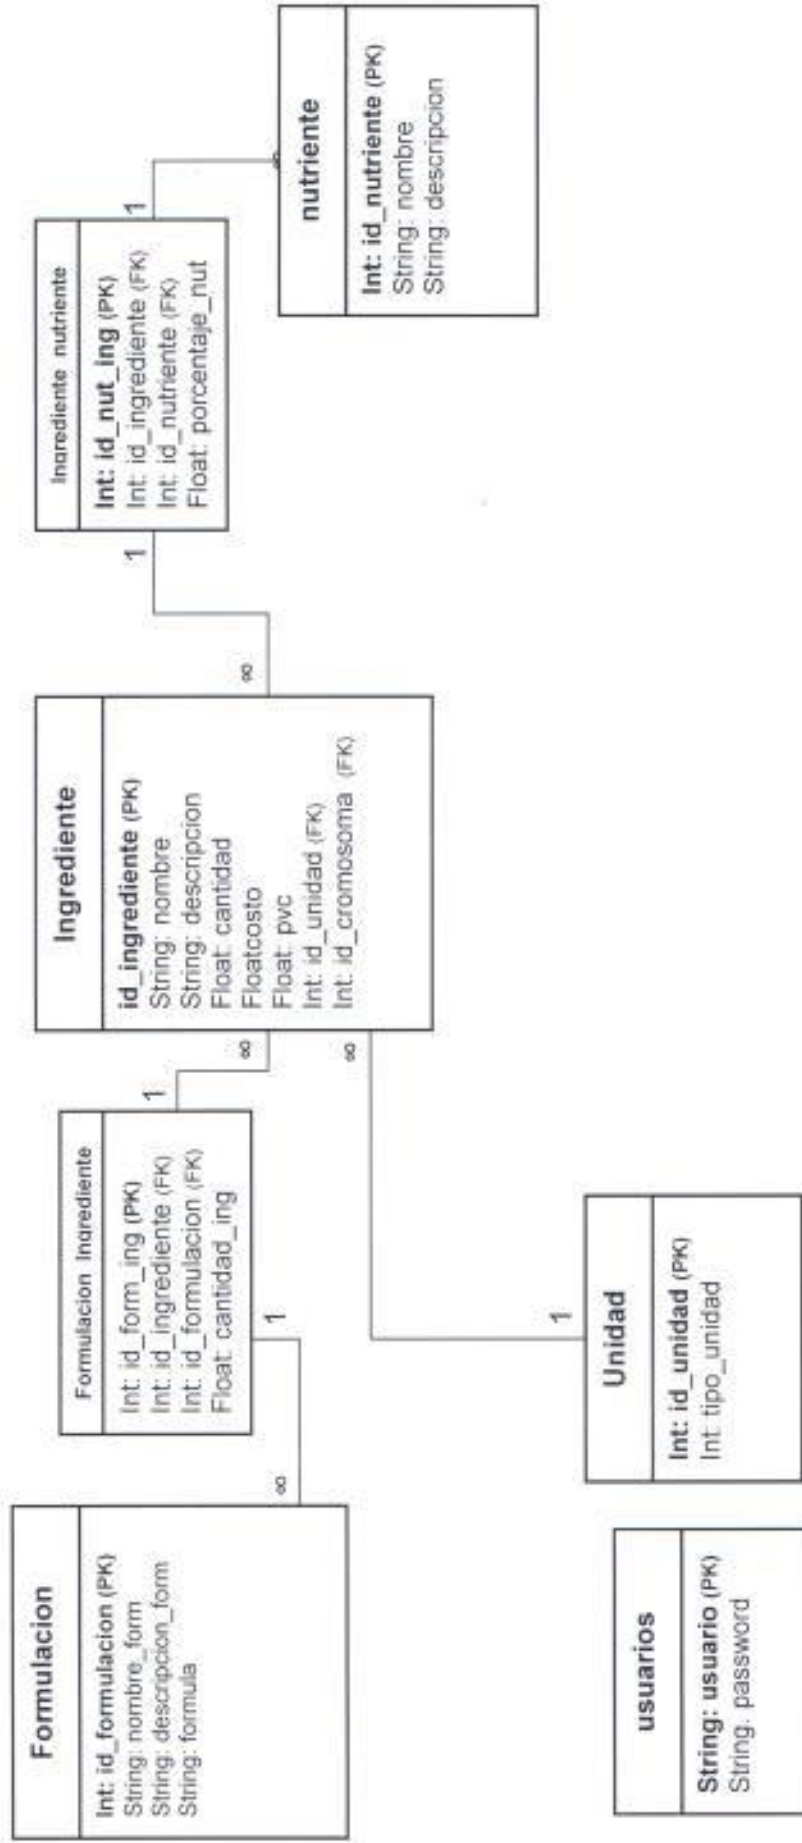 Formulacion
Int: id_formulacion (PK)
String: nombre_form
String: descripcion_form
String: formula
∞
1
Formulacion Ingrediente
Int: id_form_ing (PK)
Int: id_ingrediente (FK)
Int: id_formulacion (FK)
Float: cantidad_ing
1
∞
Ingrediente
id_ingrediente (PK)
String: nombre
String: descripcion
Float: cantidad
Floatcosto
Float: pvc
Int: id_unidad (FK)
Int: id_cromosoma (FK)
∞
1
Ingrediente nutriente
Int: id_nut_ing (PK)
Int: id_ingrediente (FK)
Int: id_nutriente (FK)
Float: porcentaje_nut
1
nutriente
Int: id_nutriente (PK)
String: nombre
String: descripcion
∞
1
Unidad
Int: id_unidad (PK)
Int: tipo_unidad
usuarios
String: usuario (PK)
String: password